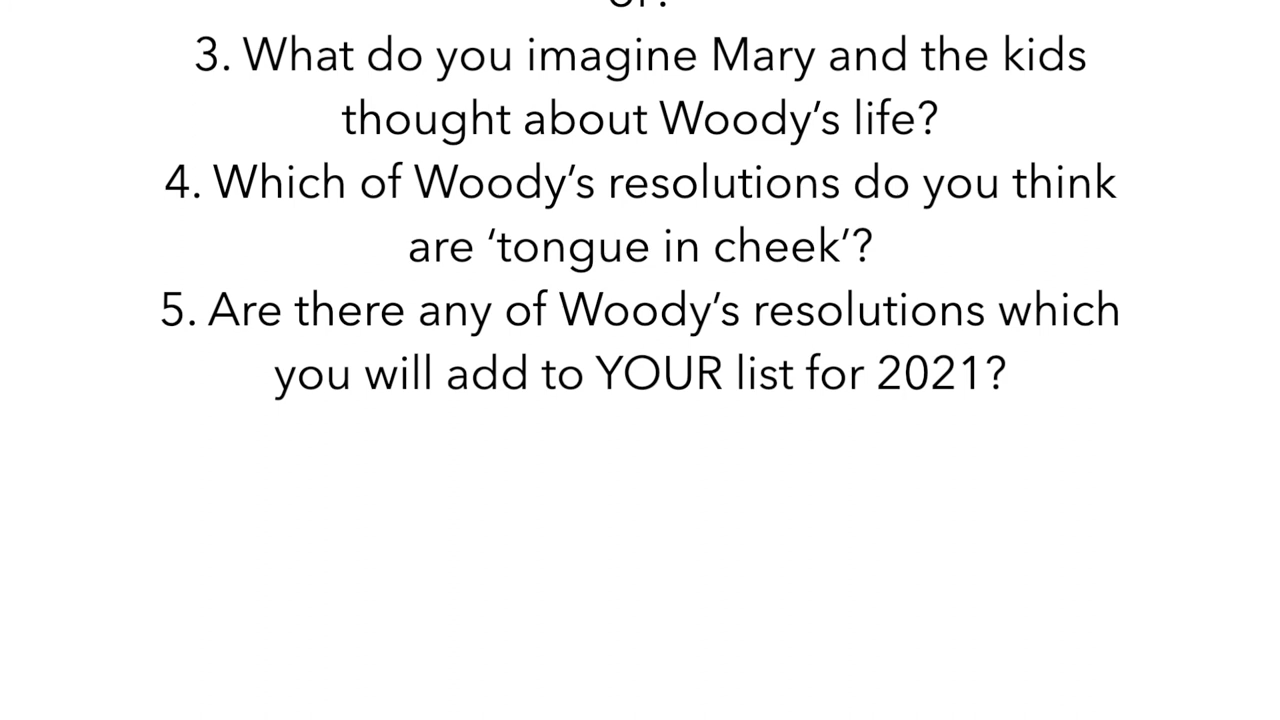 3. What do you imagine Mary and the kids
thought about Woody’s life?
4. Which of Woody’s resolutions do you think
are ‘tongue in cheek’?
5. Are there any of Woody’s resolutions which
you will add to YOUR list for 2021?